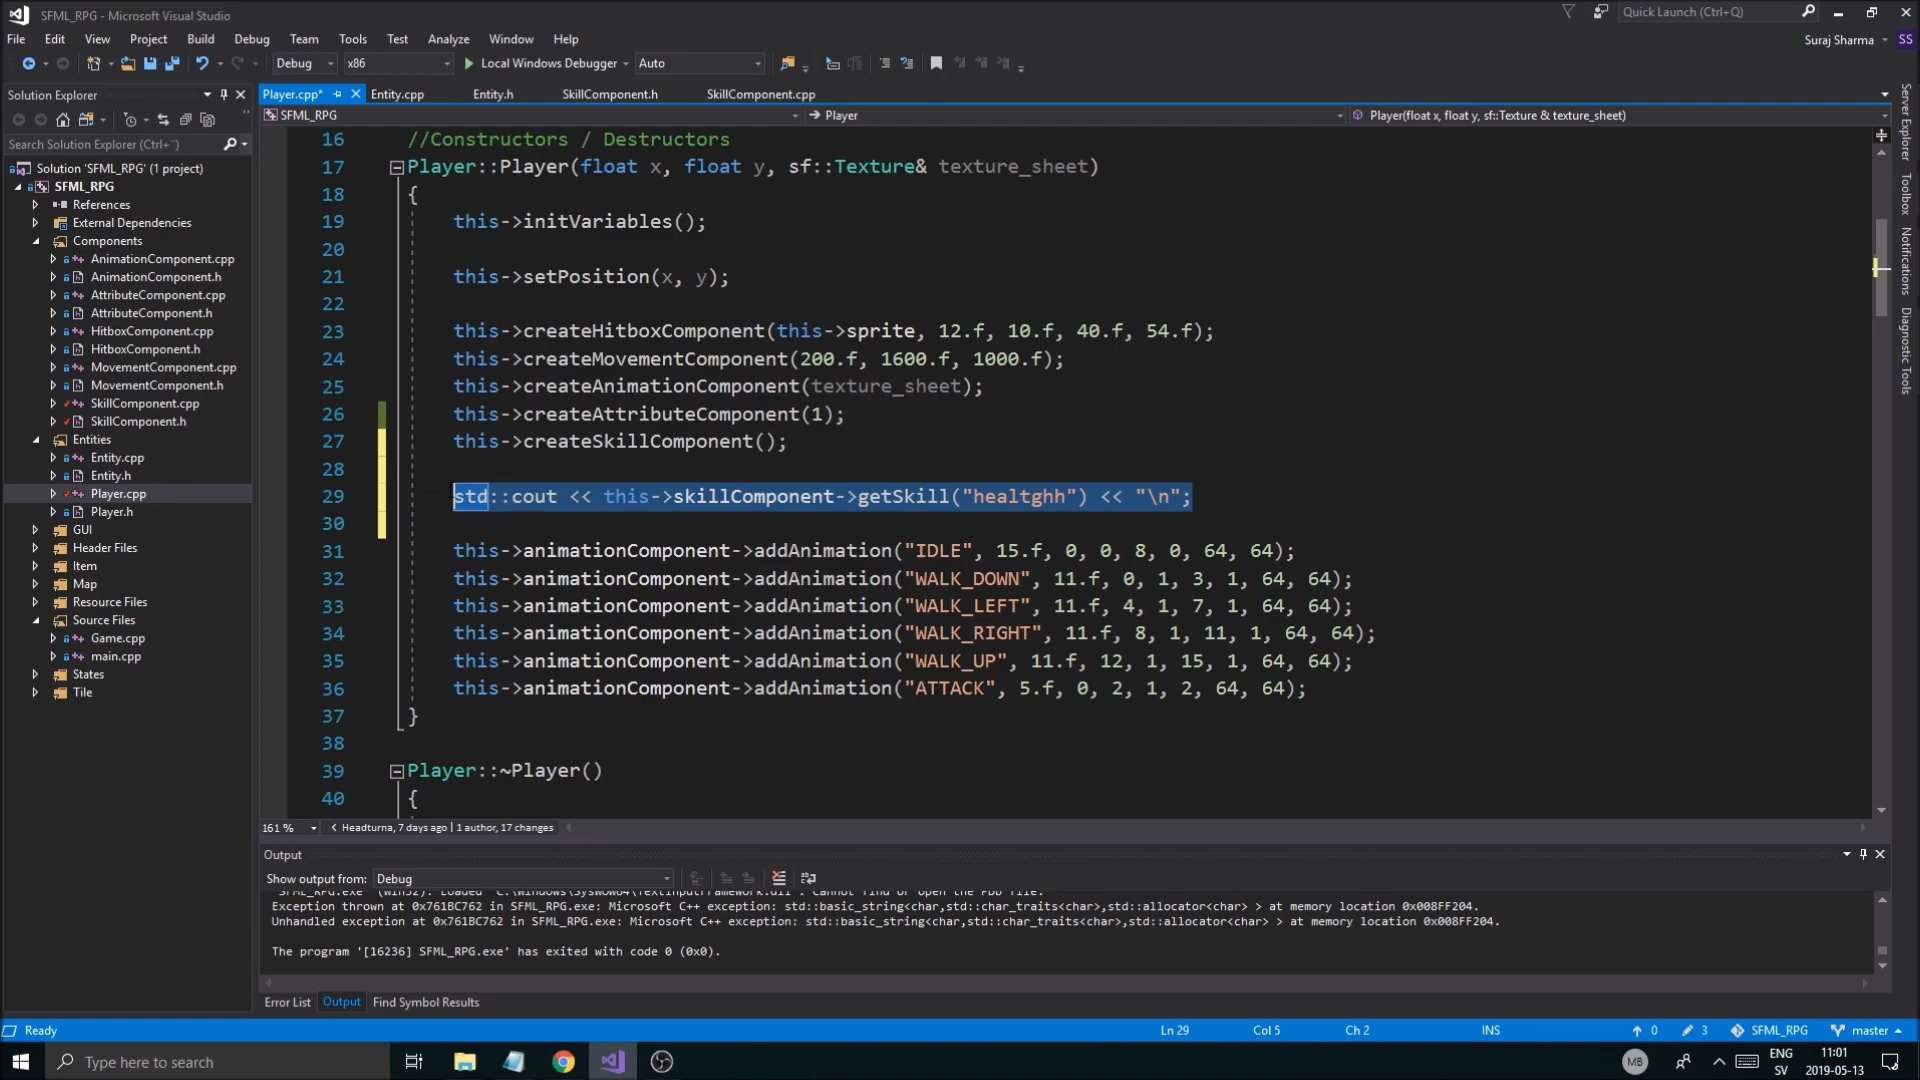 SFML_RPG - Microsoft Visual Studio
Quick Launch (Ctrl+Q)
File Edit View Project Build Debug Team Tools Test Analyze Window Help
Suraj Sharma SS
Debug x86 Local Windows Debugger Auto
Solution Explorer
Search Solution Explorer (Ctrl+¨)
Solution 'SFML_RPG' (1 project)
SFML_RPG
References
External Dependencies
Components
AnimationComponent.cpp
AnimationComponent.h
AttributeComponent.cpp
AttributeComponent.h
HitboxComponent.cpp
HitboxComponent.h
MovementComponent.cpp
MovementComponent.h
SkillComponent.cpp
SkillComponent.h
Entities
Entity.cpp
Entity.h
Player.cpp
Player.h
GUI
Header Files
Item
Map
Resource Files
Source Files
Game.cpp
main.cpp
States
Tile
Player.cpp* Entity.cpp Entity.h SkillComponent.h SkillComponent.cpp
SFML_RPG Player Player(float x, float y, sf::Texture & texture_sheet)
16 //Constructors / Destructors
17 Player::Player(float x, float y, sf::Texture& texture_sheet)
18 {
19 this->initVariables();
20
21 this->setPosition(x, y);
22
23 this->createHitboxComponent(this->sprite, 12.f, 10.f, 40.f, 54.f);
24 this->createMovementComponent(200.f, 1600.f, 1000.f);
25 this->createAnimationComponent(texture_sheet);
26 this->createAttributeComponent(1);
27 this->createSkillComponent();
28
29 std::cout << this->skillComponent->getSkill("healtghh") << "\n";
30
31 this->animationComponent->addAnimation("IDLE", 15.f, 0, 0, 8, 0, 64, 64);
32 this->animationComponent->addAnimation("WALK_DOWN", 11.f, 0, 1, 3, 1, 64, 64);
33 this->animationComponent->addAnimation("WALK_LEFT", 11.f, 4, 1, 7, 1, 64, 64);
34 this->animationComponent->addAnimation("WALK_RIGHT", 11.f, 8, 1, 11, 1, 64, 64);
35 this->animationComponent->addAnimation("WALK_UP", 11.f, 12, 1, 15, 1, 64, 64);
36 this->animationComponent->addAnimation("ATTACK", 5.f, 0, 2, 1, 2, 64, 64);
37 }
38
39 Player::~Player()
40 {
161 % Headturna, 7 days ago | 1 author, 17 changes
Server Explorer
Toolbox
Notifications
Diagnostic Tools
Output
Show output from: Debug
'SFML_RPG.exe' (Win32): Loaded 'C:\Windows\SysWOW64\TextInputFramework.dll'. Cannot find or open the PDB file.
Exception thrown at 0x761BC762 in SFML_RPG.exe: Microsoft C++ exception: std::basic_string<char,std::char_traits<char>,std::allocator<char> > at memory location 0x008FF204.
Unhandled exception at 0x761BC762 in SFML_RPG.exe: Microsoft C++ exception: std::basic_string<char,std::char_traits<char>,std::allocator<char> > at memory location 0x008FF204.
The program '[16236] SFML_RPG.exe' has exited with code 0 (0x0).
Error List Output Find Symbol Results
Ready Ln 29 Col 5 Ch 2 INS 0 3 SFML_RPG master
Type here to search
MB ENG SV 11:01 2019-05-13